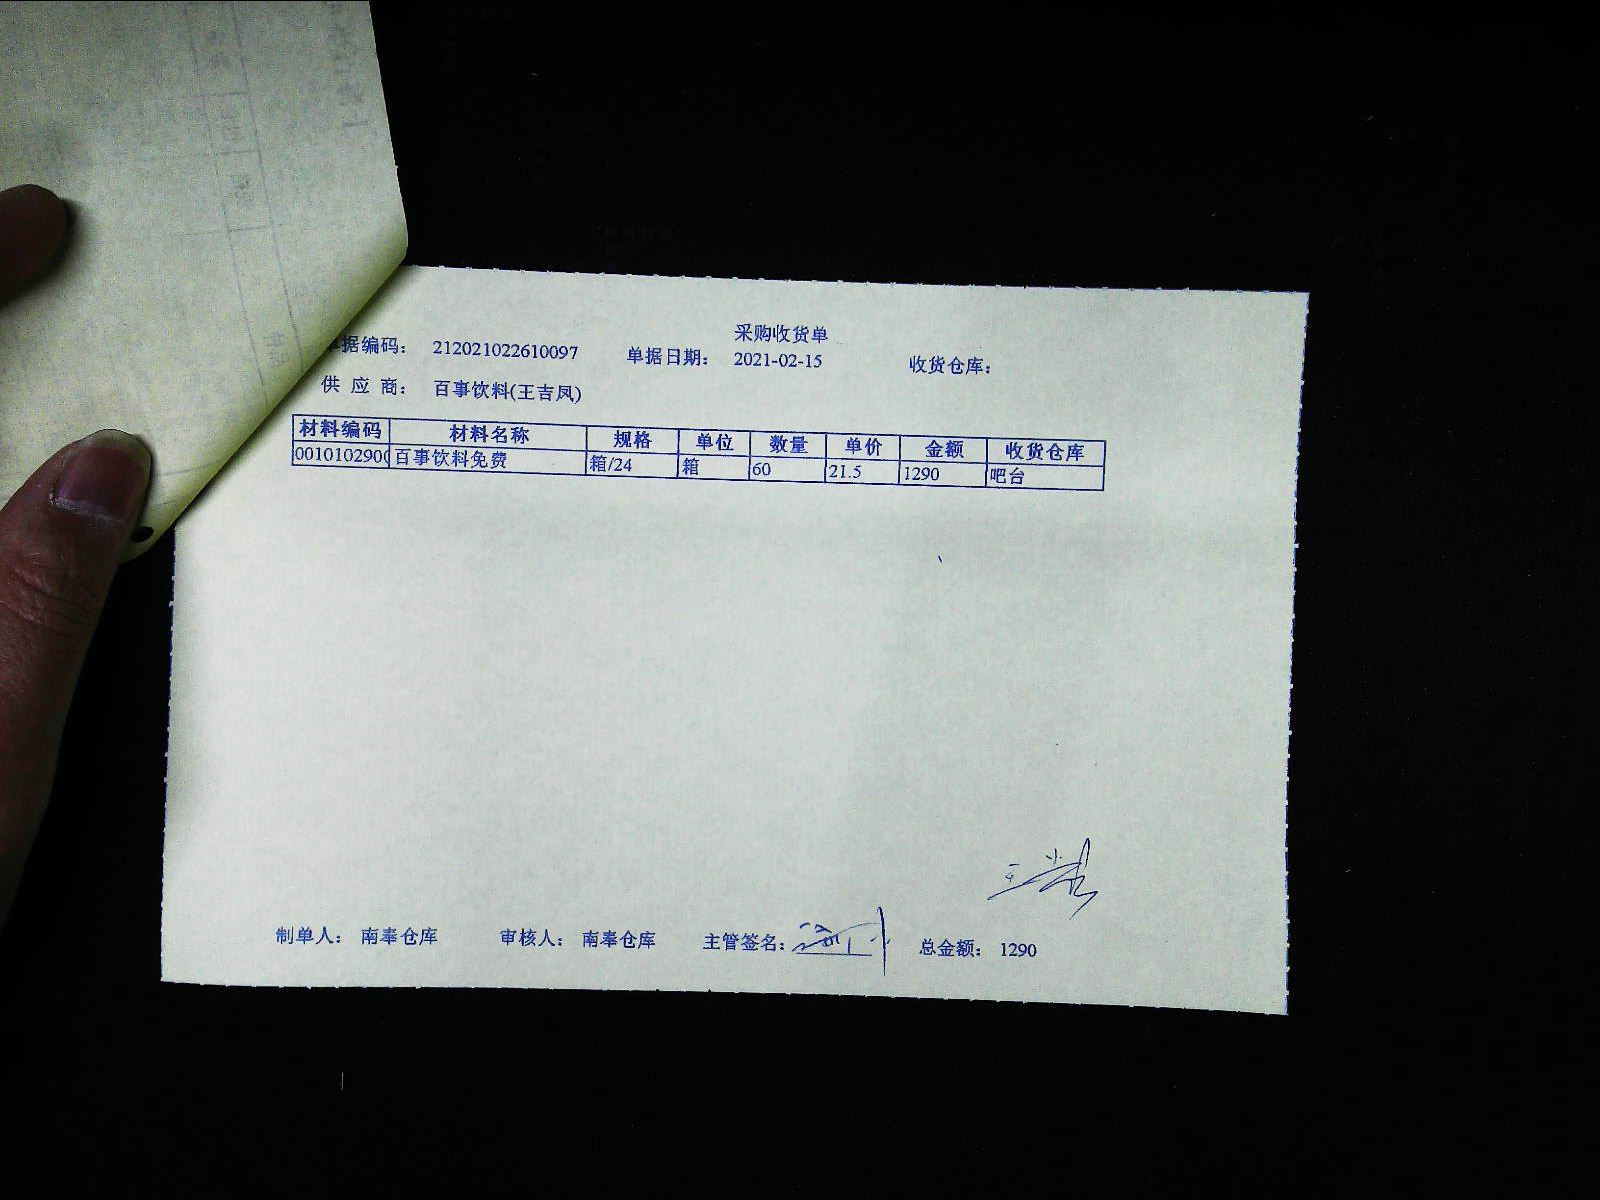 采购收货单
单据编码： 212021022610097 单据日期： 2021-02-15 收货仓库：
供 应 商： 百事饮料(王吉凤)
材料编码 材料名称 规格 单位 数量 单价 金额 收货仓库
0010102900 百事饮料免费 箱/24 箱 60 21.5 1290 吧台
制单人： 南奉仓库 审核人： 南奉仓库 主管签名： 总金额： 1290